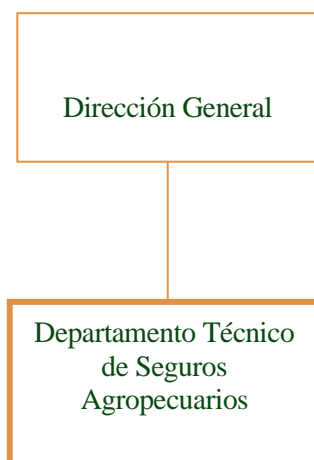 Dirección General
Departamento Técnico
de Seguros
Agropecuarios